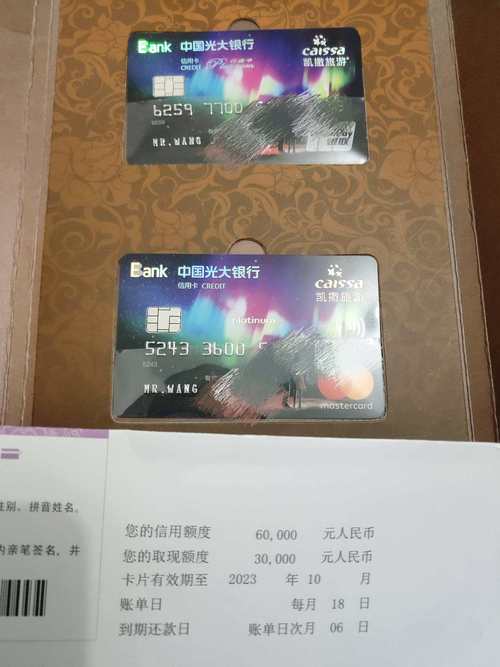 Bank 中国光大银行
caissa
凯撒旅游
信用卡
CREDIT
6259 7700
6259
MR.WANG
Bank 中国光大银行
caissa
凯撒旅游
信用卡 CREDIT
platinum
5243 3600 5
5243
MR.WANG
mastercard
性别、拼音姓名。
内亲笔签名，并
您的信用额度 60,000 元人民币
您的取现额度 30,000 元人民币
卡片有效期至 2023 年 10 月
账单日 每月 18 日
到期还款日 账单日次月 06 日